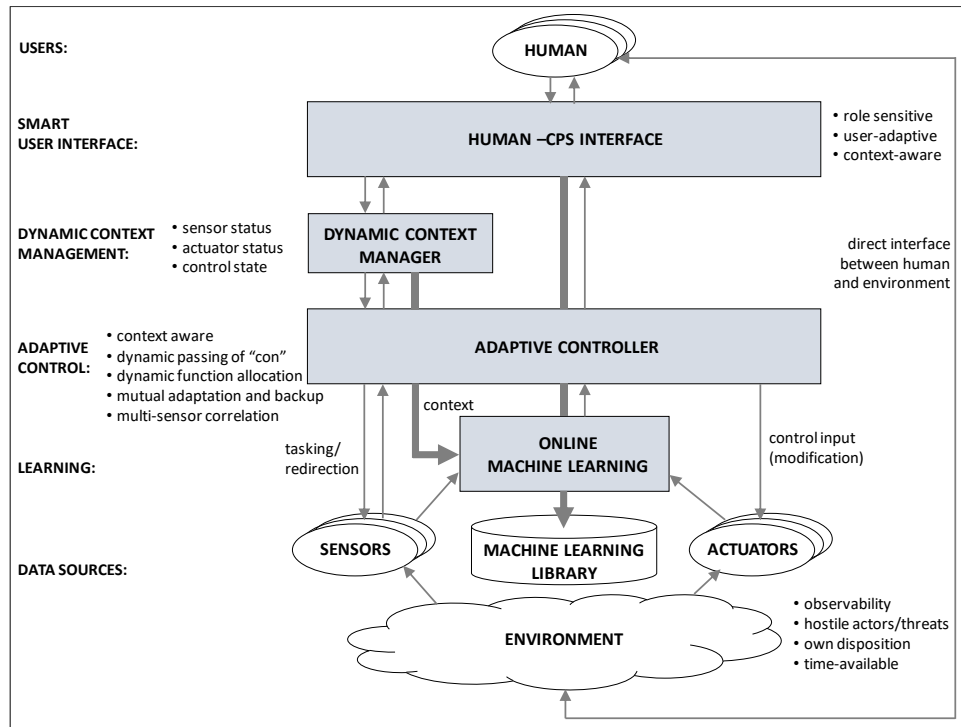 USERS:
HUMAN
SMART
USER INTERFACE:
HUMAN –CPS INTERFACE
• role sensitive
• user-adaptive
• context-aware
DYNAMIC CONTEXT
MANAGEMENT:
• sensor status
• actuator status
• control state
DYNAMIC CONTEXT
MANAGER
direct interface
between human
and environment
ADAPTIVE
CONTROL:
• context aware
• dynamic passing of “con”
• dynamic function allocation
• mutual adaptation and backup
• multi-sensor correlation
ADAPTIVE CONTROLLER
context
tasking/
redirection
control input
(modification)
LEARNING:
ONLINE
MACHINE LEARNING
DATA SOURCES:
SENSORS
MACHINE LEARNING
LIBRARY
ACTUATORS
ENVIRONMENT
• observability
• hostile actors/threats
• own disposition
• time-available